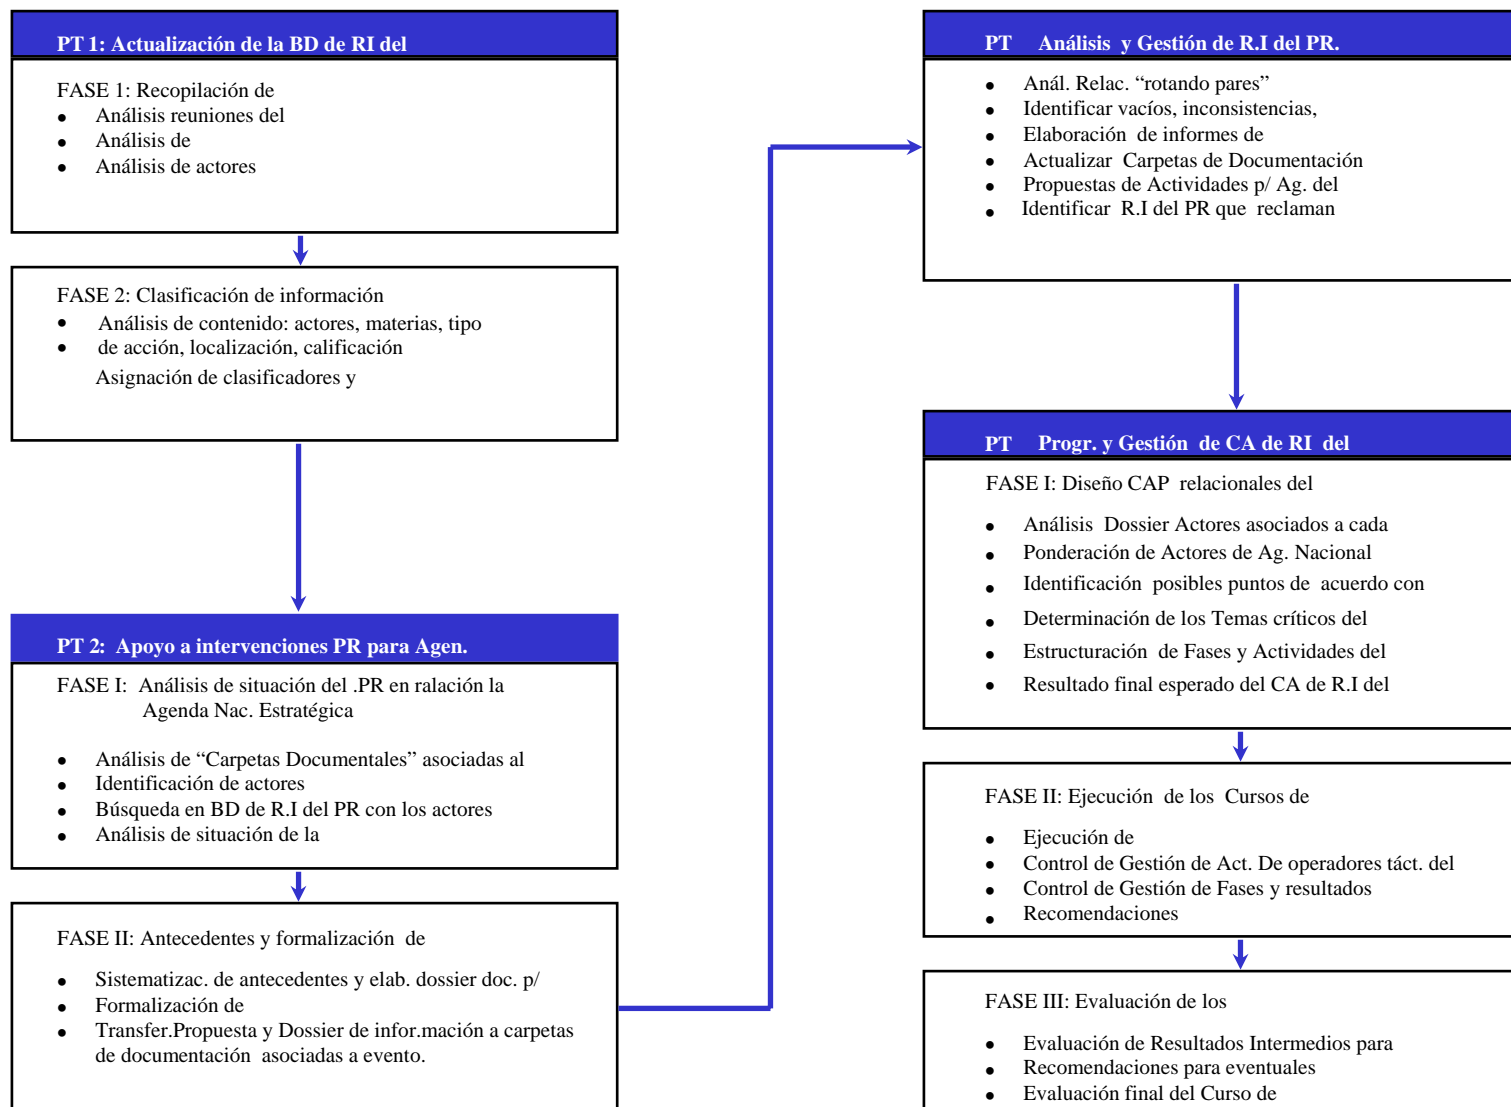 PT 1: Actualización de la BD de RI del
FASE 1: Recopilación de
• Análisis reuniones del
• Análisis de
• Análisis de actores
FASE 2: Clasificación de información
• Análisis de contenido: actores, materias, tipo
• de acción, localización, calificación
Asignación de clasificadores y
PT 2: Apoyo a intervenciones PR para Agen.
FASE I: Análisis de situación del .PR en ralación la
Agenda Nac. Estratégica
• Análisis de “Carpetas Documentales” asociadas al
• Identificación de actores
• Búsqueda en BD de R.I del PR con los actores
• Análisis de situación de la
FASE II: Antecedentes y formalización de
• Sistematizac. de antecedentes y elab. dossier doc. p/
• Formalización de
• Transfer.Propuesta y Dossier de infor.mación a carpetas
de documentación asociadas a evento.
PT Análisis y Gestión de R.I del PR.
• Anál. Relac. “rotando pares”
• Identificar vacíos, inconsistencias,
• Elaboración de informes de
• Actualizar Carpetas de Documentación
• Propuestas de Actividades p/ Ag. del
• Identificar R.I del PR que reclaman
PT Progr. y Gestión de CA de RI del
FASE I: Diseño CAP relacionales del
• Análisis Dossier Actores asociados a cada
• Ponderación de Actores de Ag. Nacional
• Identificación posibles puntos de acuerdo con
• Determinación de los Temas críticos del
• Estructuración de Fases y Actividades del
• Resultado final esperado del CA de R.I del
FASE II: Ejecución de los Cursos de
• Ejecución de
• Control de Gestión de Act. De operadores táct. del
• Control de Gestión de Fases y resultados
• Recomendaciones
FASE III: Evaluación de los
• Evaluación de Resultados Intermedios para
• Recomendaciones para eventuales
• Evaluación final del Curso de